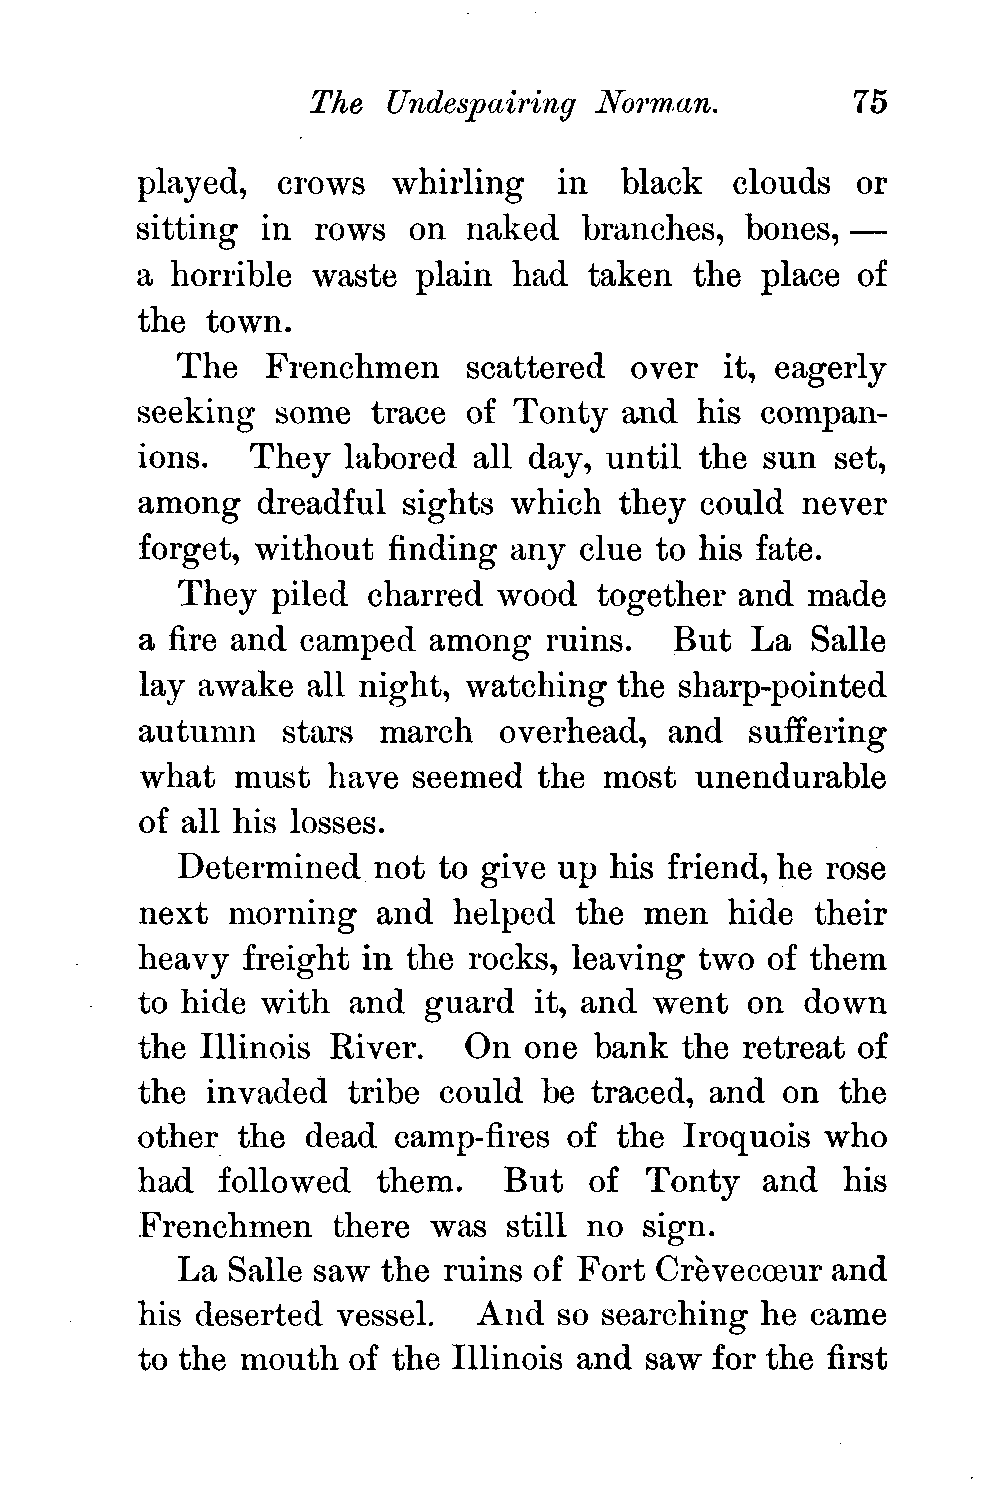 The Undespairing Norman. 75
played, crows whirling in black clouds or
sitting in rows on naked branches, bones, —
a horrible waste plain had taken the place of
the town.
The Frenchmen scattered over it, eagerly
seeking some trace of Tonty and his compan-
ions. They labored all day, until the sun set,
among dreadful sights which they could never
forget, without finding any clue to his fate.
They piled charred wood together and made
a fire and camped among ruins. But La Salle
lay awake all night, watching the sharp-pointed
autumn stars march overhead, and suffering
what must have seemed the most unendurable
of all his losses.
Determined not to give up his friend, he rose
next morning and helped the men hide their
heavy freight in the rocks, leaving two of them
to hide with and guard it, and went on down
the Illinois River. On one bank the retreat of
the invaded tribe could be traced, and on the
other the dead camp-fires of the Iroquois who
had followed them. But of Tonty and his
Frenchmen there was still no sign.
La Salle saw the ruins of Fort Crèvecœur and
his deserted vessel. And so searching he came
to the mouth of the Illinois and saw for the first